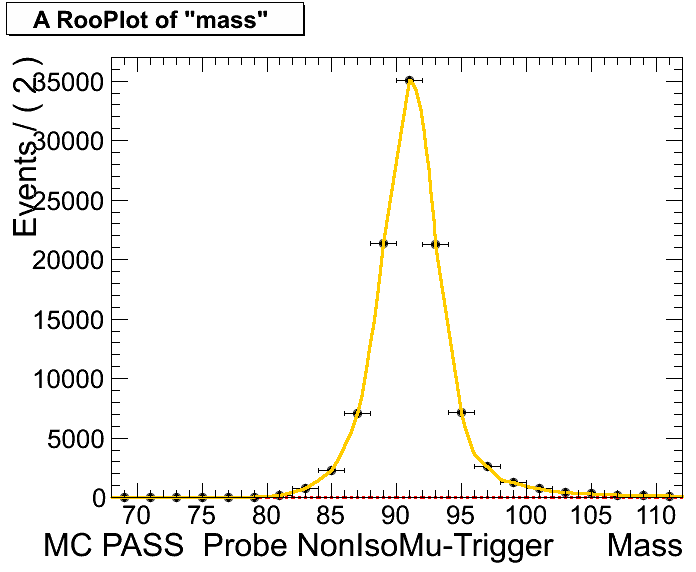 A RooPlot of "mass"
Events / ( 2 )
35000
30000
25000
20000
15000
10000
5000
0
70 75 80 85 90 95 100 105 110
MC PASS Probe NonIsoMu-Trigger Mass